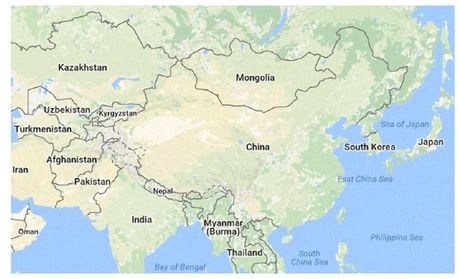 Kazakhstan
Mongolia
Uzbekistan
Kyrgyzstan
Turkmenistan
Sea of Japan
China
South Korea
Japan
Afghanistan
Iran
Pakistan
East China Sea
Nepal
India
Myanmar
(Burma)
Oman
Philippine Sea
Thailand
South
China Sea
Bay of Bengal